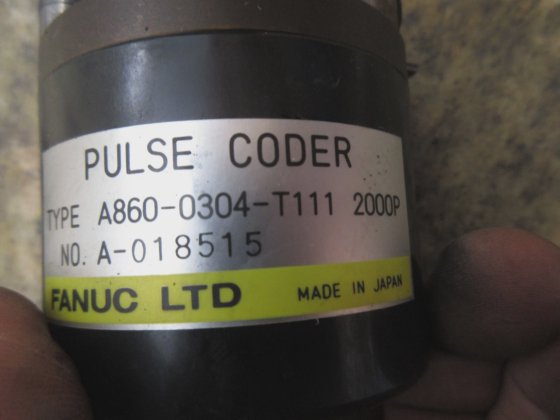 PULSE CODER
TYPE A860-0304-T111 2000P
NO. A-018515
FANUC LTD MADE IN JAPAN